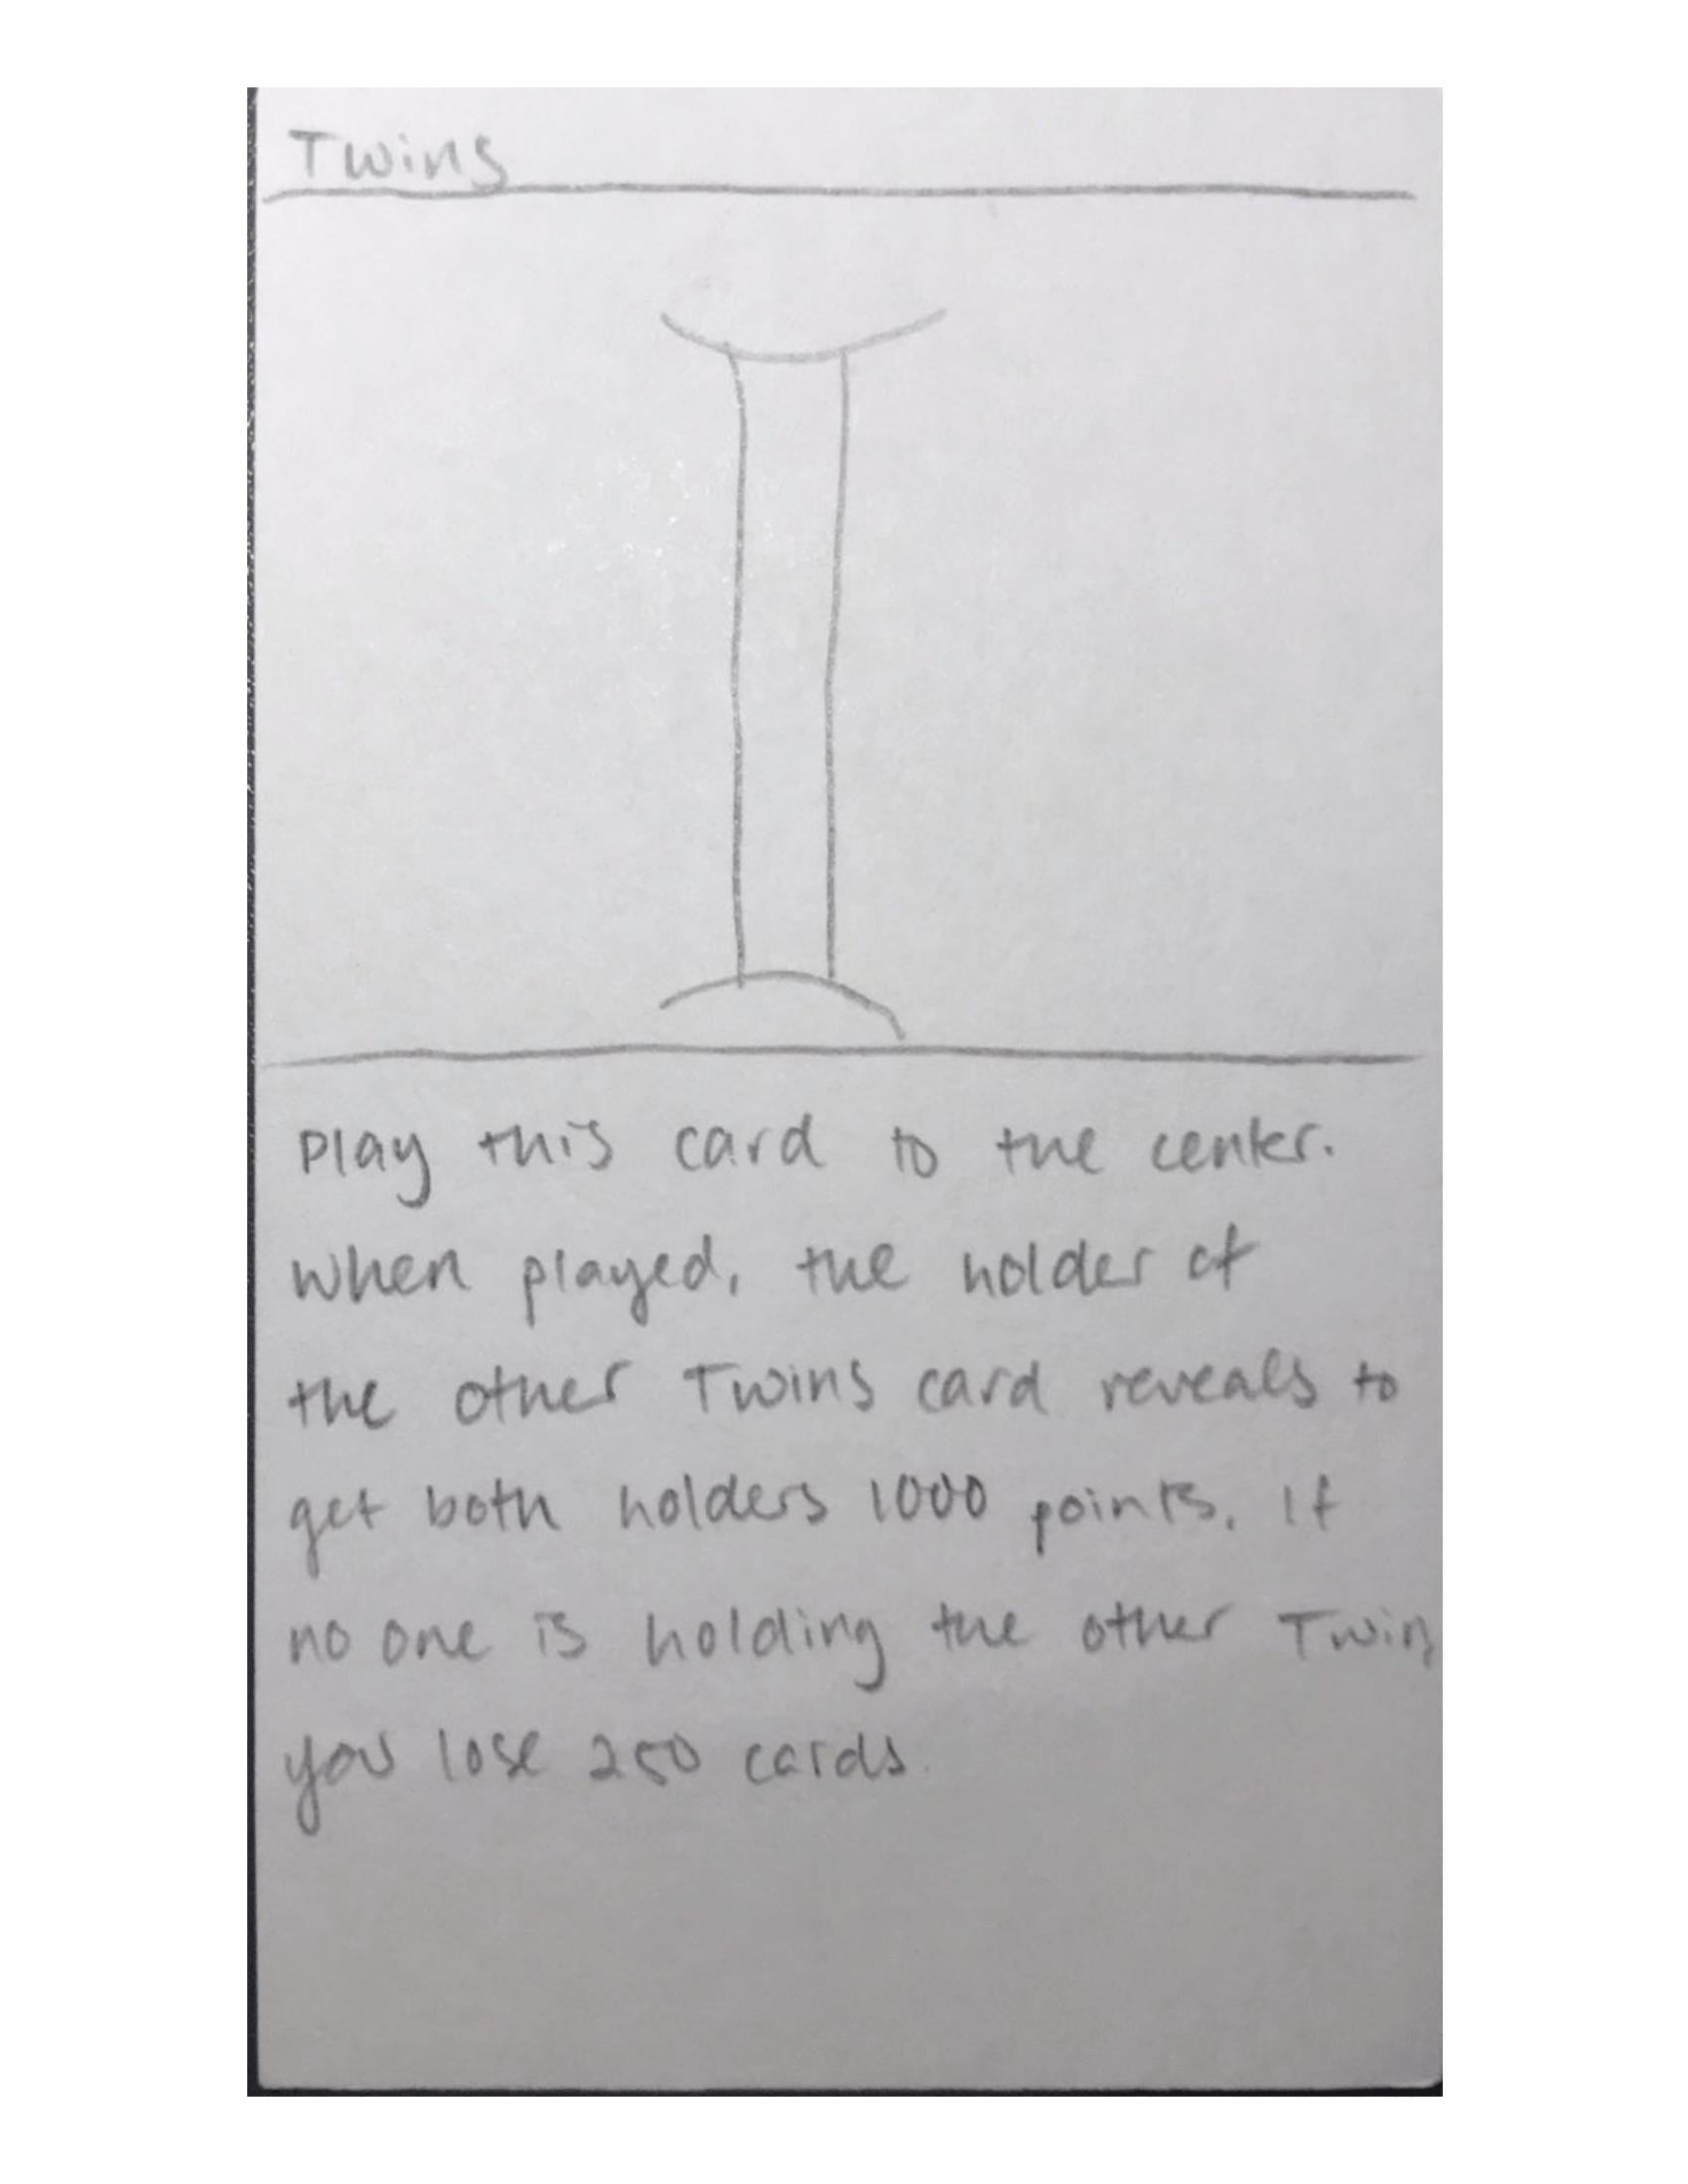 Twins
Play this card to the center.
When played, the holder of
the other Twins card reveals to
get both holders 1000 points. If
no one is holding the other Twin,
you lose 250 cards.